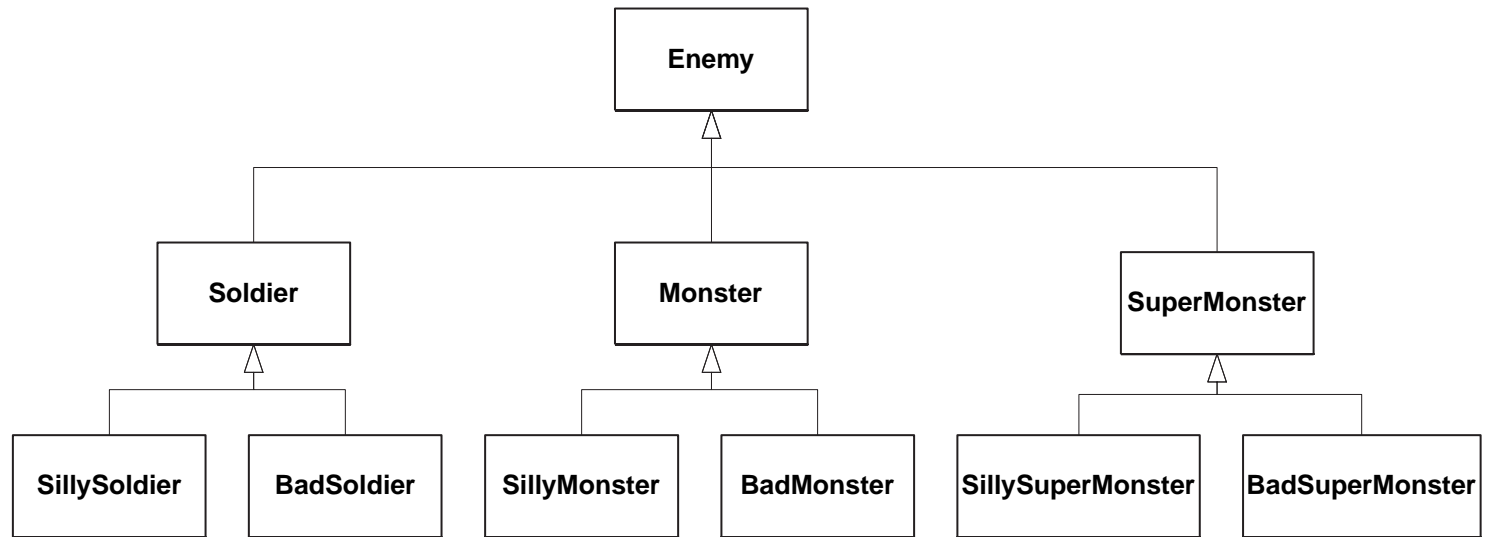 Enemy
Soldier
Monster
SuperMonster
SillySoldier
BadSoldier
SillyMonster
BadMonster
SillySuperMonster
BadSuperMonster